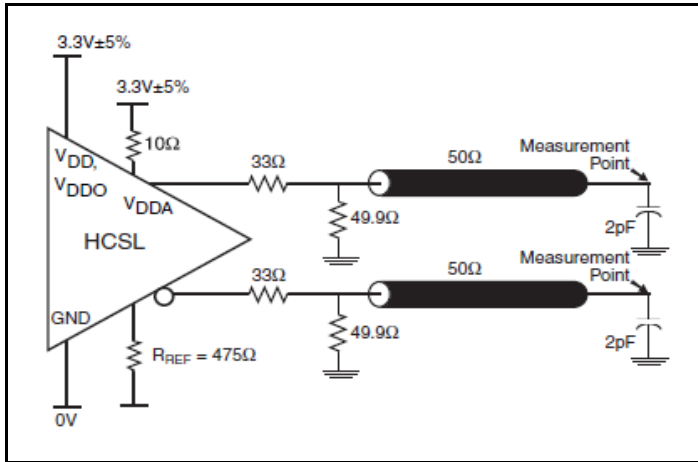 3.3V±5%
3.3V±5%
10Ω
VDD,
VDDO
VDDA
HCSL
GND
0V
RREF = 475Ω
33Ω
49.9Ω
50Ω
Measurement
Point
2pF
33Ω
49.9Ω
50Ω
Measurement
Point
2pF